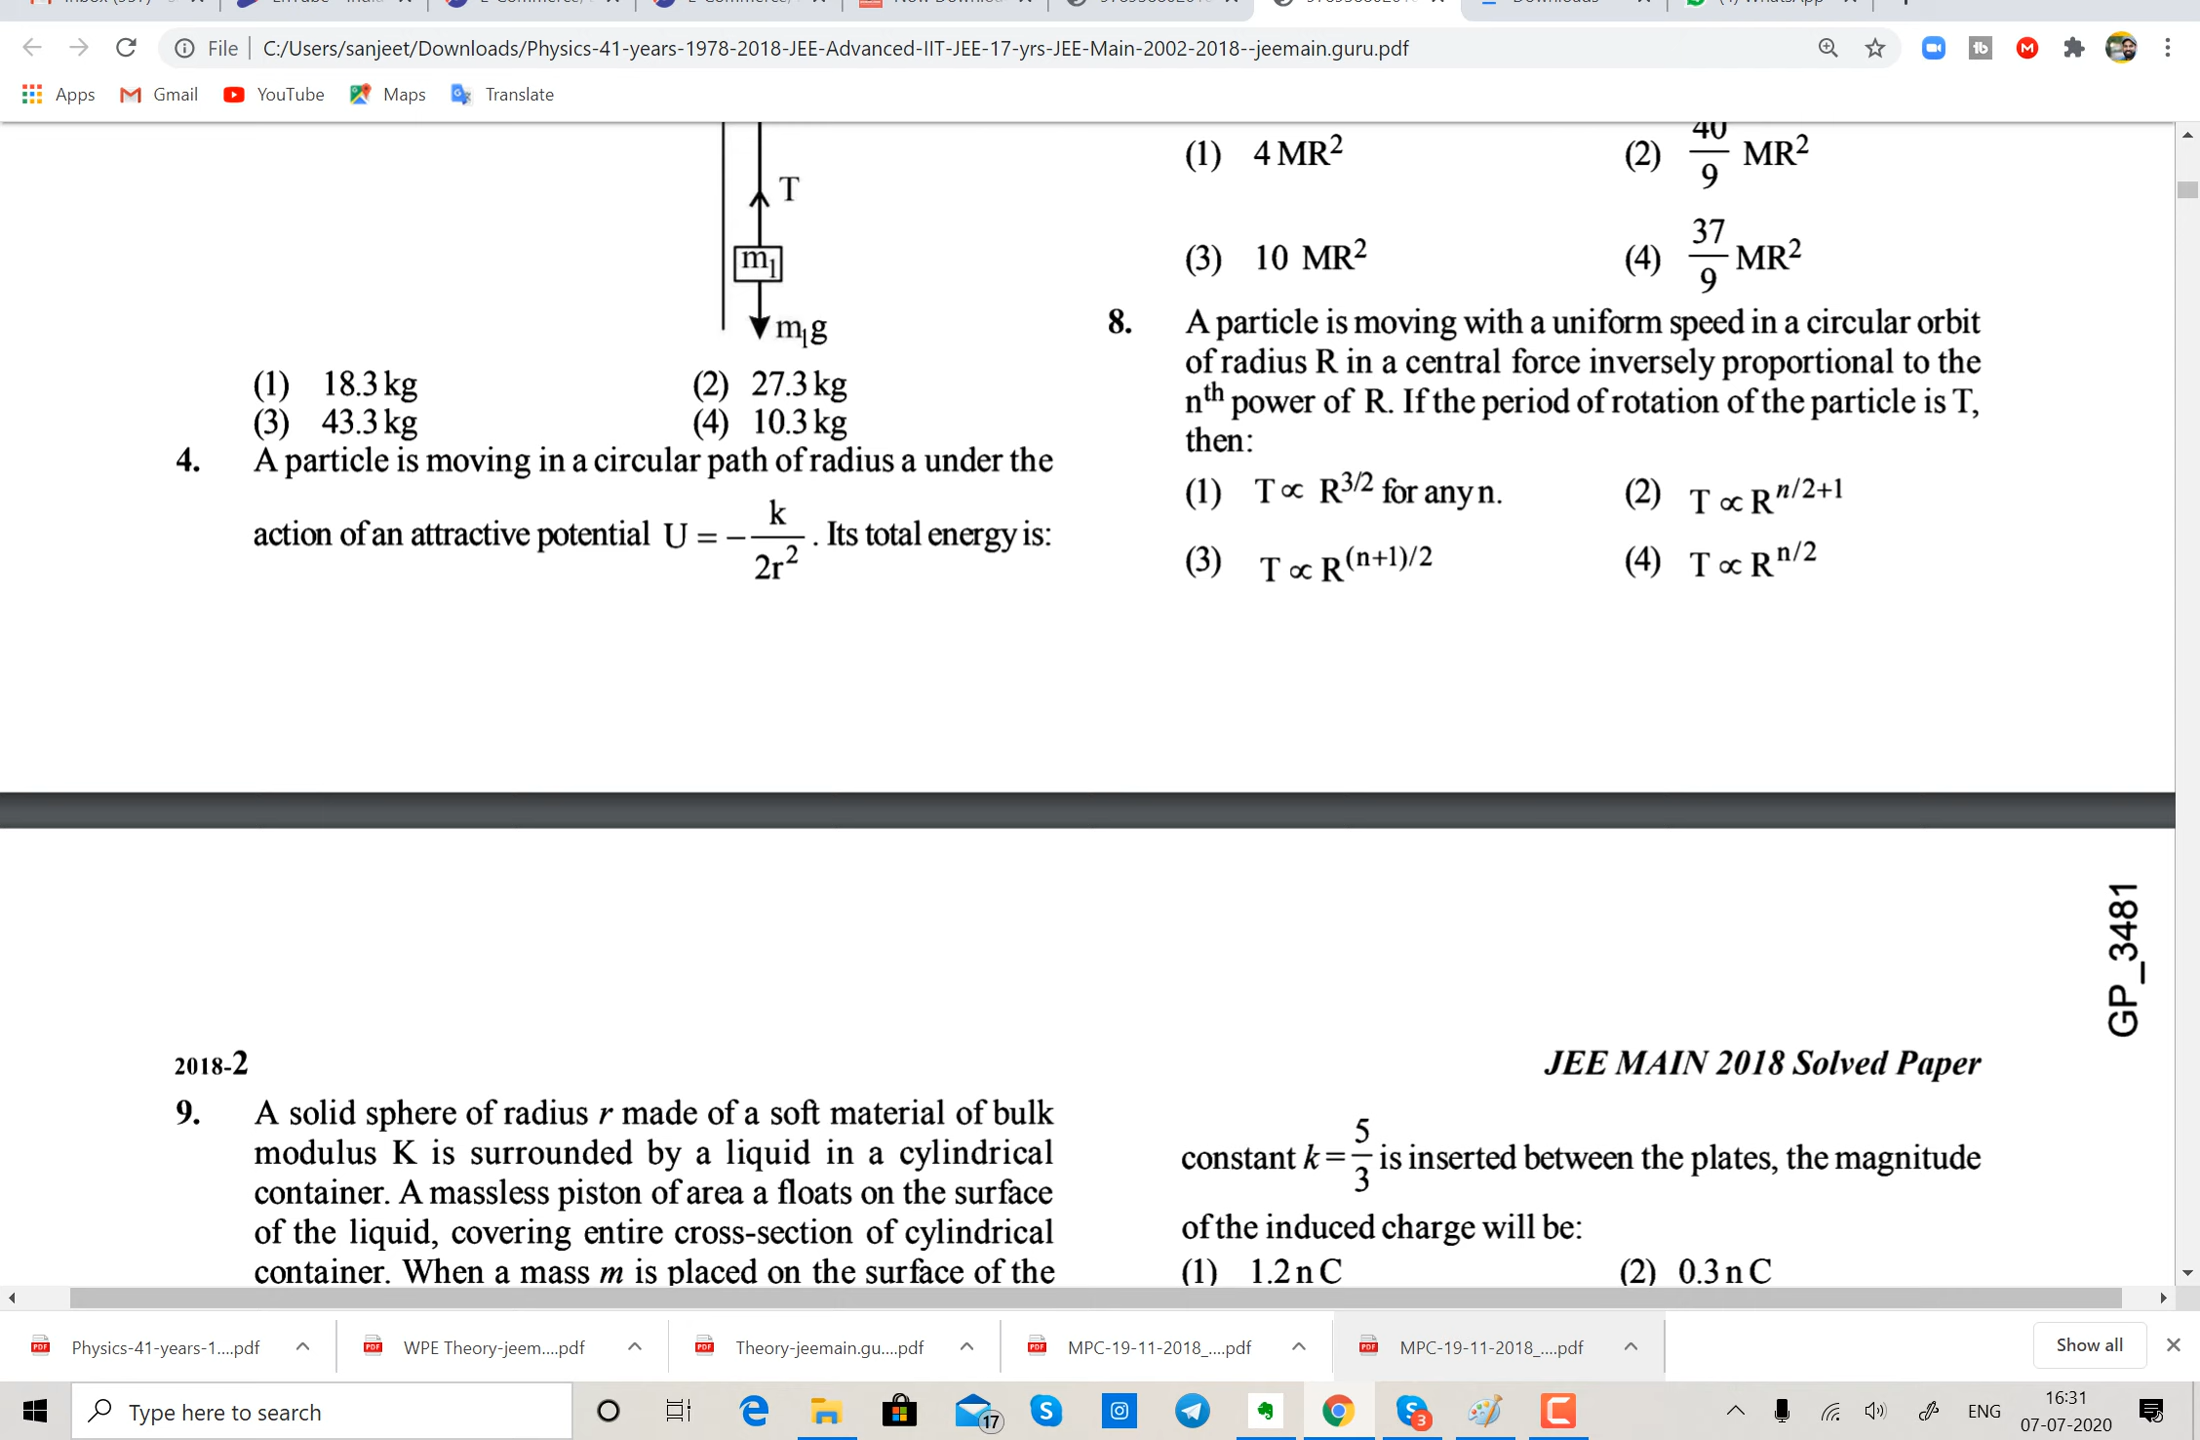 File
C:/Users/sanjeet/Downloads/Physics-41-years-1978-2018-JEE-Advanced-IIT-JEE-17-yrs-JEE-Main-2002-2018--jeemain.guru.pdf
Apps Gmail YouTube Maps Translate
T
m1
m1g
(1) 18.3 kg (2) 27.3 kg
(3) 43.3 kg (4) 10.3 kg
4. A particle is moving in a circular path of radius a under the
action of an attractive potential U = − k/2r². Its total energy is:
(1) 4 MR² (2) 40/9 MR²
(3) 10 MR² (4) 37/9 MR²
8. A particle is moving with a uniform speed in a circular orbit
of radius R in a central force inversely proportional to the
nth power of R. If the period of rotation of the particle is T,
then:
(1) T ∝ R^3/2 for any n. (2) T ∝ R^n/2+1
(3) T ∝ R^(n+1)/2 (4) T ∝ R^n/2
GP_3481
2018-2 JEE MAIN 2018 Solved Paper
9. A solid sphere of radius r made of a soft material of bulk
modulus K is surrounded by a liquid in a cylindrical
container. A massless piston of area a floats on the surface
of the liquid, covering entire cross-section of cylindrical
container. When a mass m is placed on the surface of the
constant k = 5/3 is inserted between the plates, the magnitude
of the induced charge will be:
(1) 1.2 n C (2) 0.3 n C
Physics-41-years-1....pdf WPE Theory-jeem....pdf Theory-jeemain.gu....pdf MPC-19-11-2018_....pdf MPC-19-11-2018_....pdf Show all
Type here to search
17
3
ENG
16:31
07-07-2020